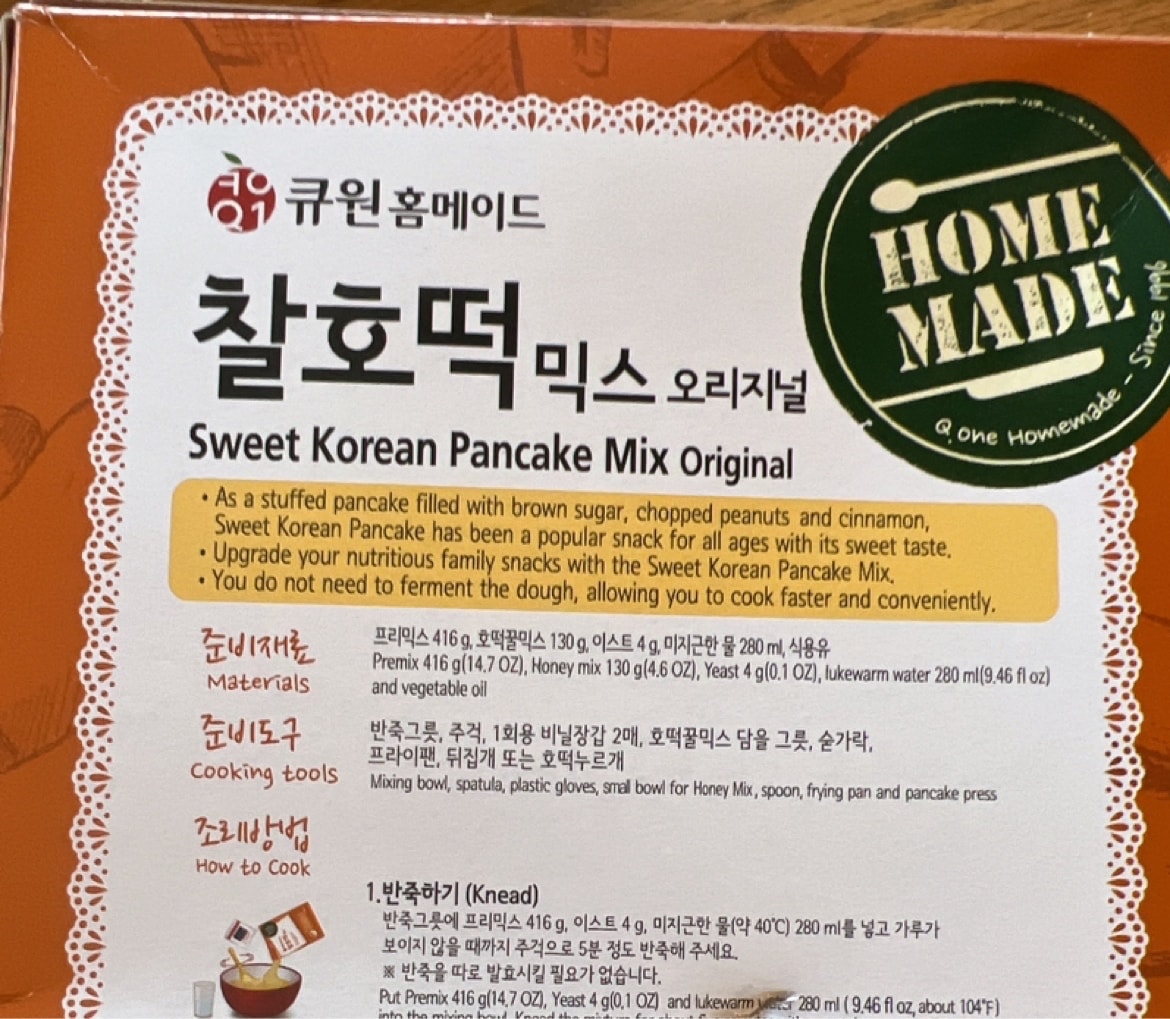 큐원
Q1
큐원 홈메이드
HOME
MADE
Q.one Homemade - Since 1996
찰호떡 믹스 오리지널
Sweet Korean Pancake Mix Original
• As a stuffed pancake filled with brown sugar, chopped peanuts and cinnamon,
Sweet Korean Pancake has been a popular snack for all ages with its sweet taste.
• Upgrade your nutritious family snacks with the Sweet Korean Pancake Mix.
• You do not need to ferment the dough, allowing you to cook faster and conveniently.
준비재료
Materials
프리믹스 416 g, 호떡꿀믹스 130 g, 이스트 4 g, 미지근한 물 280 ml, 식용유
Premix 416 g(14.7 OZ), Honey mix 130 g(4.6 OZ), Yeast 4 g(0.1 OZ), lukewarm water 280 ml(9.46 fl oz)
and vegetable oil
준비도구
Cooking tools
반죽그릇, 주걱, 1회용 비닐장갑 2매, 호떡꿀믹스 담을 그릇, 숟가락,
프라이팬, 뒤집개 또는 호떡누르개
Mixing bowl, spatula, plastic gloves, small bowl for Honey Mix, spoon, frying pan and pancake press
조리방법
How to Cook
1.반죽하기 (Knead)
반죽그릇에 프리믹스 416 g, 이스트 4 g, 미지근한 물(약 40℃) 280 ml를 넣고 가루가
보이지 않을 때까지 주걱으로 5분 정도 반죽해 주세요.
※ 반죽을 따로 발효시킬 필요가 없습니다.
Put Premix 416 g(14.7 OZ), Yeast 4 g(0.1 OZ) and lukewarm water 280 ml ( 9.46 fl oz, about 104°F)
into the mixing bowl. Knead the mixture for about